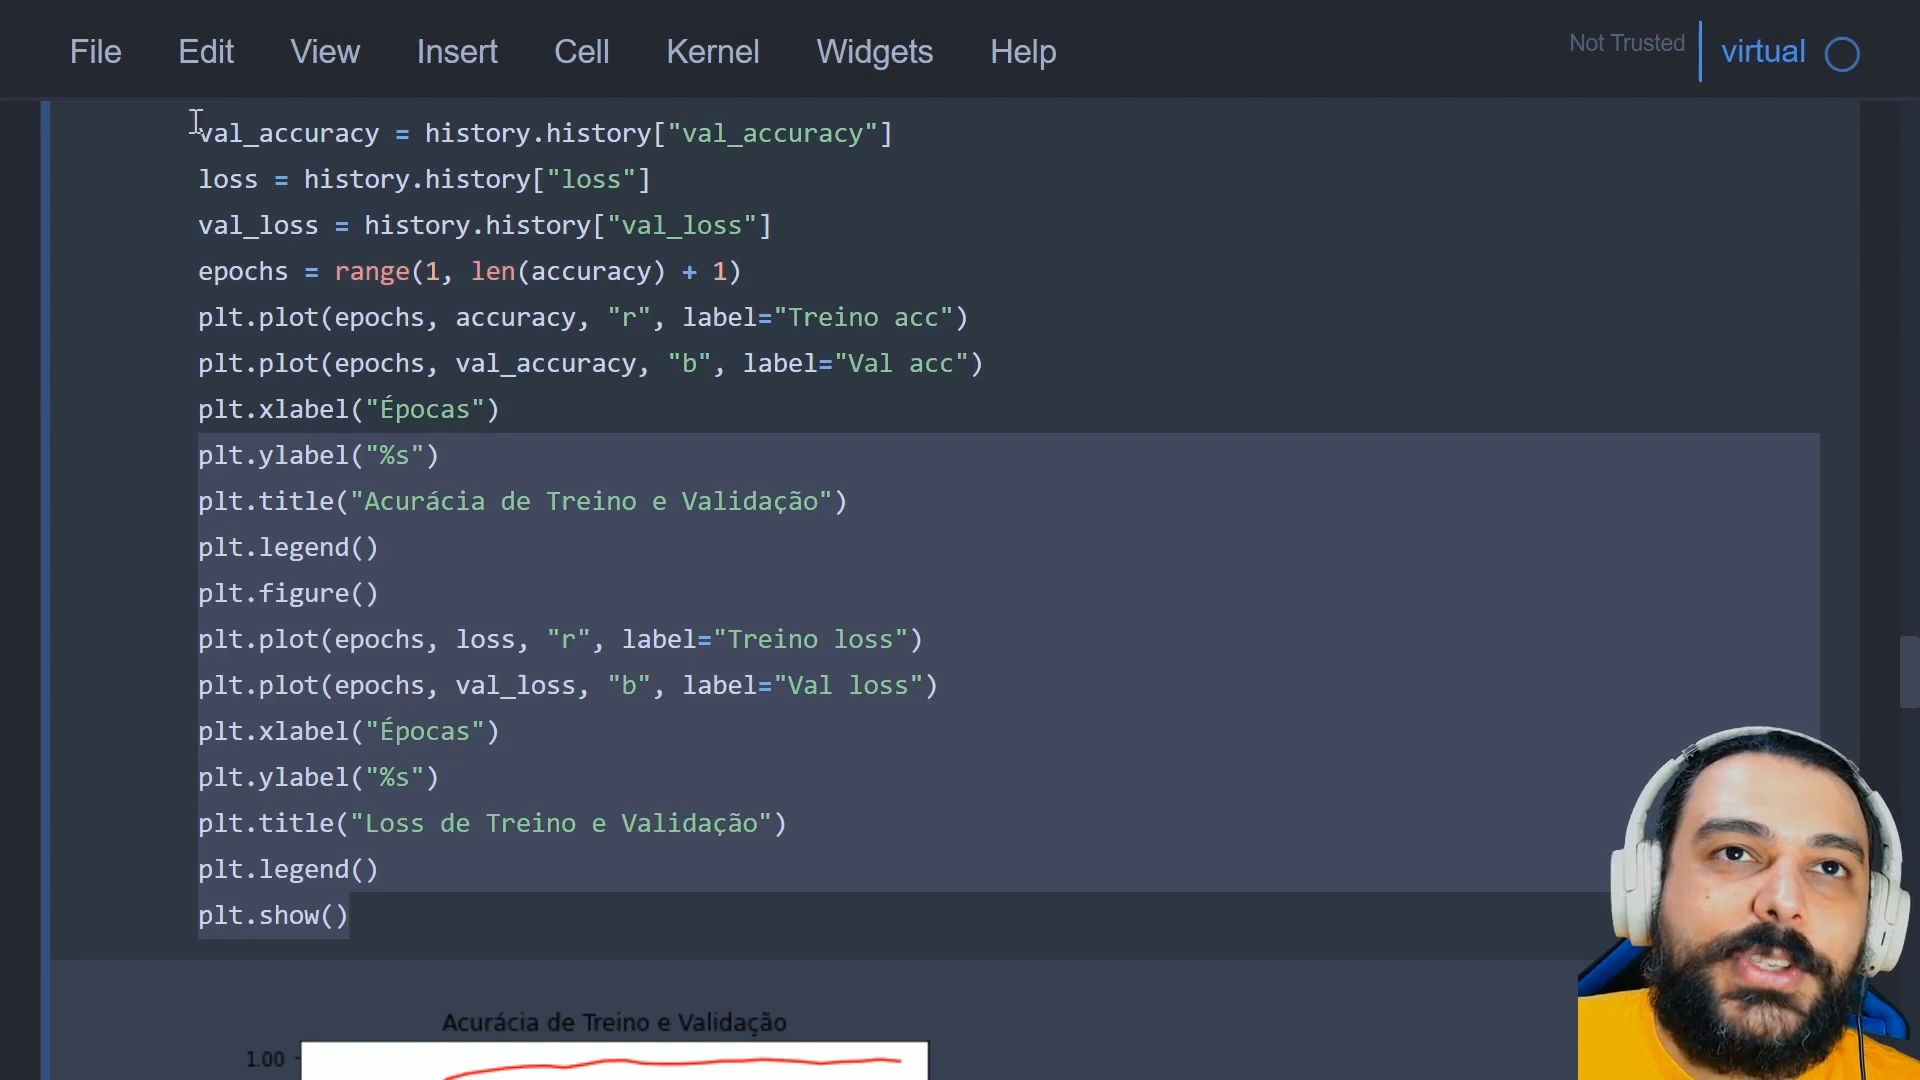 File Edit View Insert Cell Kernel Widgets Help Not Trusted virtual
val_accuracy = history.history["val_accuracy"]
loss = history.history["loss"]
val_loss = history.history["val_loss"]
epochs = range(1, len(accuracy) + 1)
plt.plot(epochs, accuracy, "r", label="Treino acc")
plt.plot(epochs, val_accuracy, "b", label="Val acc")
plt.xlabel("Épocas")
plt.ylabel("%s")
plt.title("Acurácia de Treino e Validação")
plt.legend()
plt.figure()
plt.plot(epochs, loss, "r", label="Treino loss")
plt.plot(epochs, val_loss, "b", label="Val loss")
plt.xlabel("Épocas")
plt.ylabel("%s")
plt.title("Loss de Treino e Validação")
plt.legend()
plt.show()
Acurácia de Treino e Validação
1.00